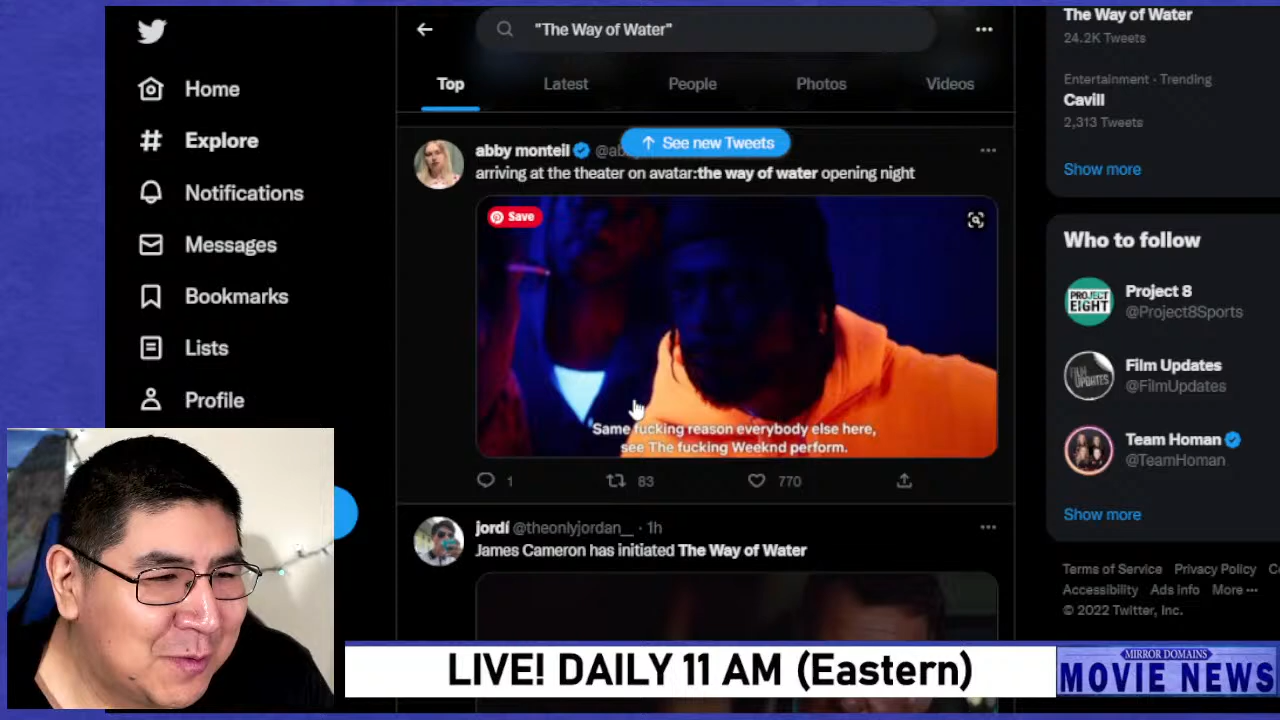 Home
Explore
Notifications
Messages
Bookmarks
Lists
Profile
"The Way of Water"
Top
Latest
People
Photos
Videos
See new Tweets
abby monteil
arriving at the theater on avatar:the way of water opening night
Save
Same fucking reason everybody else here,
see The fucking Weeknd perform.
1
83
770
jordí @theonlyjordan__ · 1h
James Cameron has initiated The Way of Water
The Way of Water
24.2K Tweets
Entertainment · Trending
Cavill
2,313 Tweets
Show more
Who to follow
PROJECT
EIGHT
Project 8
@Project8Sports
FILM
UPDATES
Film Updates
@FilmUpdates
Team Homan
@TeamHoman
Show more
Terms of Service Privacy Policy
Accessibility Ads info More
© 2022 Twitter, Inc.
LIVE! DAILY 11 AM (Eastern)
MIRROR DOMAINS
MOVIE NEWS